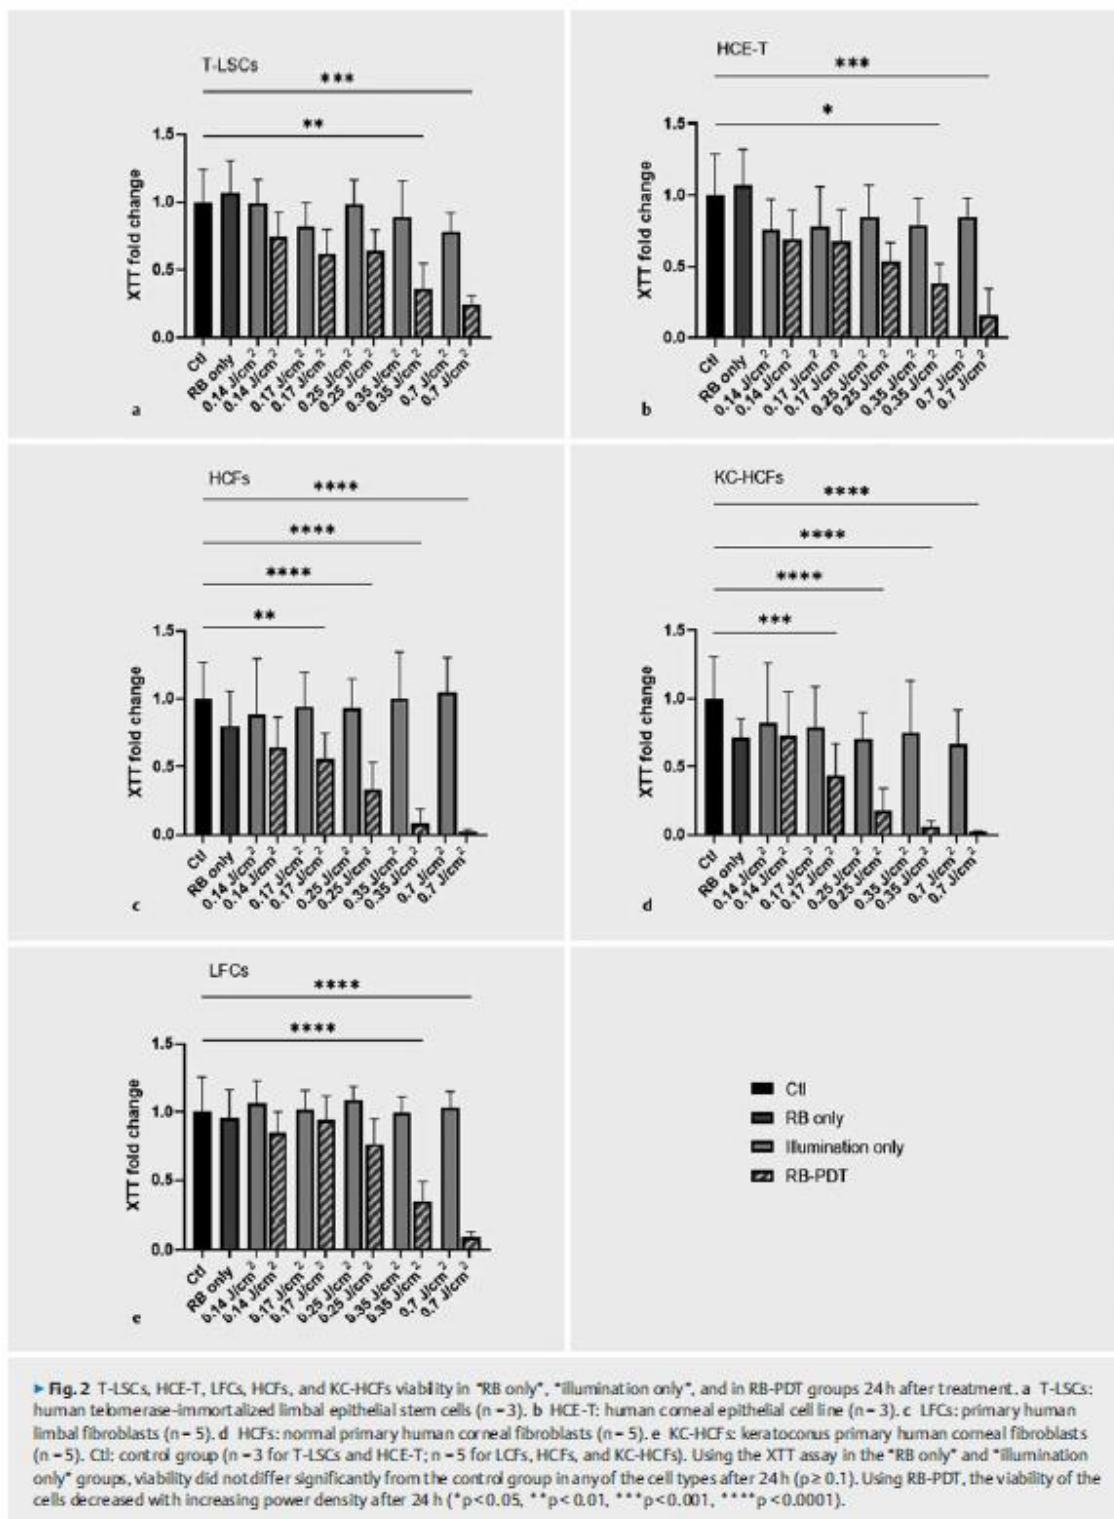 T-LSCs
***
**
XTT fold change
1.5
1.0
0.5
0.0
Ctl
RB only
0.14 J/cm²
0.14 J/cm²
0.17 J/cm²
0.17 J/cm²
0.25 J/cm²
0.25 J/cm²
0.35 J/cm²
0.35 J/cm²
0.7 J/cm²
0.7 J/cm²
a
HCE-T
***
*
XTT fold change
1.5
1.0
0.5
0.0
Ctl
RB only
0.14 J/cm²
0.14 J/cm²
0.17 J/cm²
0.17 J/cm²
0.25 J/cm²
0.25 J/cm²
0.35 J/cm²
0.35 J/cm²
0.7 J/cm²
0.7 J/cm²
b
HCFs
****
****
****
**
XTT fold change
1.5
1.0
0.5
0.0
Ctl
RB only
0.14 J/cm²
0.14 J/cm²
0.17 J/cm²
0.17 J/cm²
0.25 J/cm²
0.25 J/cm²
0.35 J/cm²
0.35 J/cm²
0.7 J/cm²
0.7 J/cm²
c
KC-HCFs
****
****
****
***
XTT fold change
1.5
1.0
0.5
0.0
Ctl
RB only
0.14 J/cm²
0.14 J/cm²
0.17 J/cm²
0.17 J/cm²
0.25 J/cm²
0.25 J/cm²
0.35 J/cm²
0.35 J/cm²
0.7 J/cm²
0.7 J/cm²
d
LFCs
****
****
XTT fold change
1.5
1.0
0.5
0.0
Ctl
RB only
0.14 J/cm²
0.14 J/cm²
0.17 J/cm²
0.17 J/cm²
0.25 J/cm²
0.25 J/cm²
0.35 J/cm²
0.35 J/cm²
0.7 J/cm²
0.7 J/cm²
e
Ctl
RB only
Illumination only
RB-PDT
► Fig. 2 T-LSCs, HCE-T, LFCs, HCFs, and KC-HCFs viability in "RB only", "illumination only", and in RB-PDT groups 24 h after treatment. a T-LSCs:
human telomerase-immortalized limbal epithelial stem cells (n = 3). b HCE-T: human corneal epithelial cell line (n = 3). c LFCs: primary human
limbal fibroblasts (n = 5). d HCFs: normal primary human corneal fibroblasts (n = 5). e KC-HCFs: keratoconus primary human corneal fibroblasts
(n = 5). Ctl: control group (n = 3 for T-LSCs and HCE-T; n = 5 for LCFs, HCFs, and KC-HCFs). Using the XTT assay in the "RB only" and "illumination
only" groups, viability did not differ significantly from the control group in any of the cell types after 24 h (p ≥ 0.1). Using RB-PDT, the viability of the
cells decreased with increasing power density after 24 h (*p < 0.05, **p < 0.01, ***p < 0.001, ****p < 0.0001).